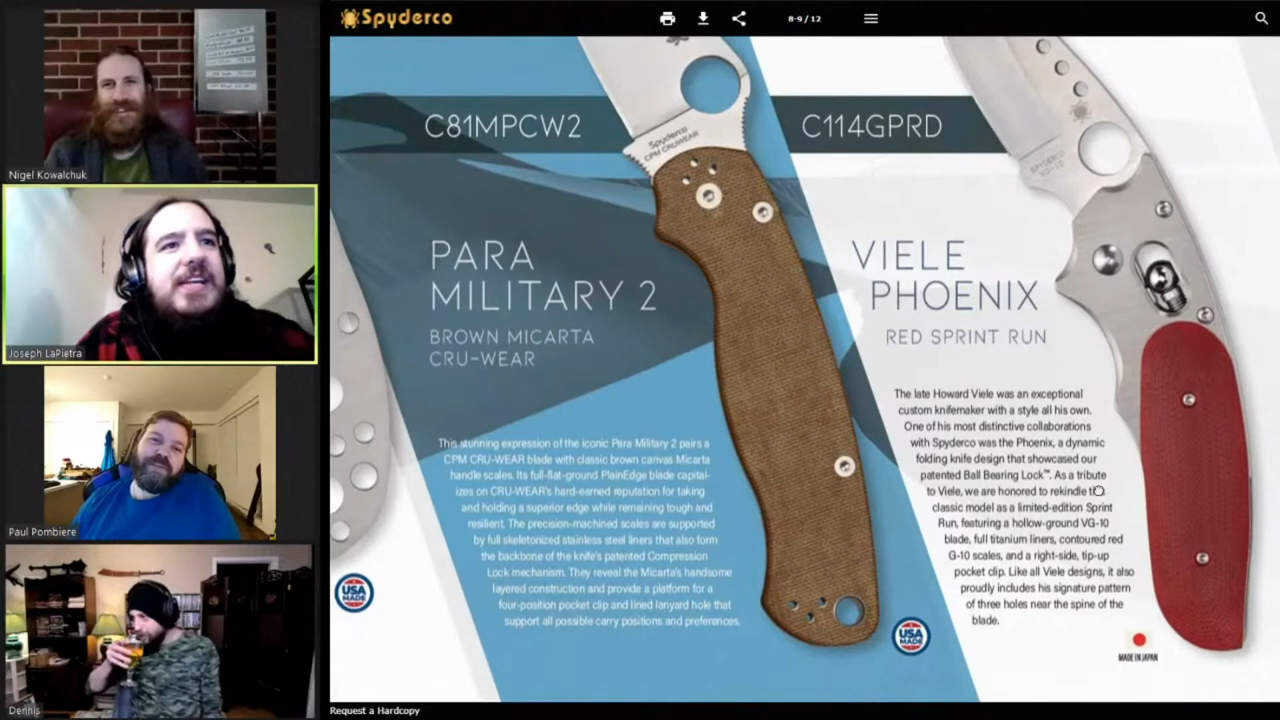 Spyderco
8-9 / 12
C81MPCW2
C114GPRD
Spyderco
CPM CRUWEAR
SPYDERCO
VG-10
PARA
MILITARY 2
BROWN MICARTA
CRU-WEAR
This stunning expression of the iconic Para Military 2 pairs a
CPM CRU-WEAR blade with classic brown canvas Micarta
handle scales. Its full-flat-ground PlainEdge blade capital-
izes on CRU-WEAR's hard-earned reputation for taking
and holding a superior edge while remaining tough and
resilient. The precision-machined scales are supported
by full skeletonized stainless steel liners that also form
the backbone of the knife's patented Compression
Lock mechanism. They reveal the Micarta's handsome
layered construction and provide a platform for a
four-position pocket clip and lined lanyard hole that
support all possible carry positions and preferences.
USA
MADE
USA
MADE
VIELE
PHOENIX
RED SPRINT RUN
The late Howard Viele was an exceptional
custom knifemaker with a style all his own.
One of his most distinctive collaborations
with Spyderco was the Phoenix, a dynamic
folding knife design that showcased our
patented Ball Bearing Lock™. As a tribute
to Viele, we are honored to rekindle
classic model as a limited-edition Sprint
Run, featuring a hollow-ground VG-10
blade, full titanium liners, contoured red
G-10 scales, and a right-side, tip-up
pocket clip. Like all Viele designs, it also
proudly includes his signature pattern
of three holes near the spine of the
blade.
MADE IN JAPAN
Request a Hardcopy
Nigel Kowalchuk
Joseph LaPietra
Paul Pombiere
Dennis